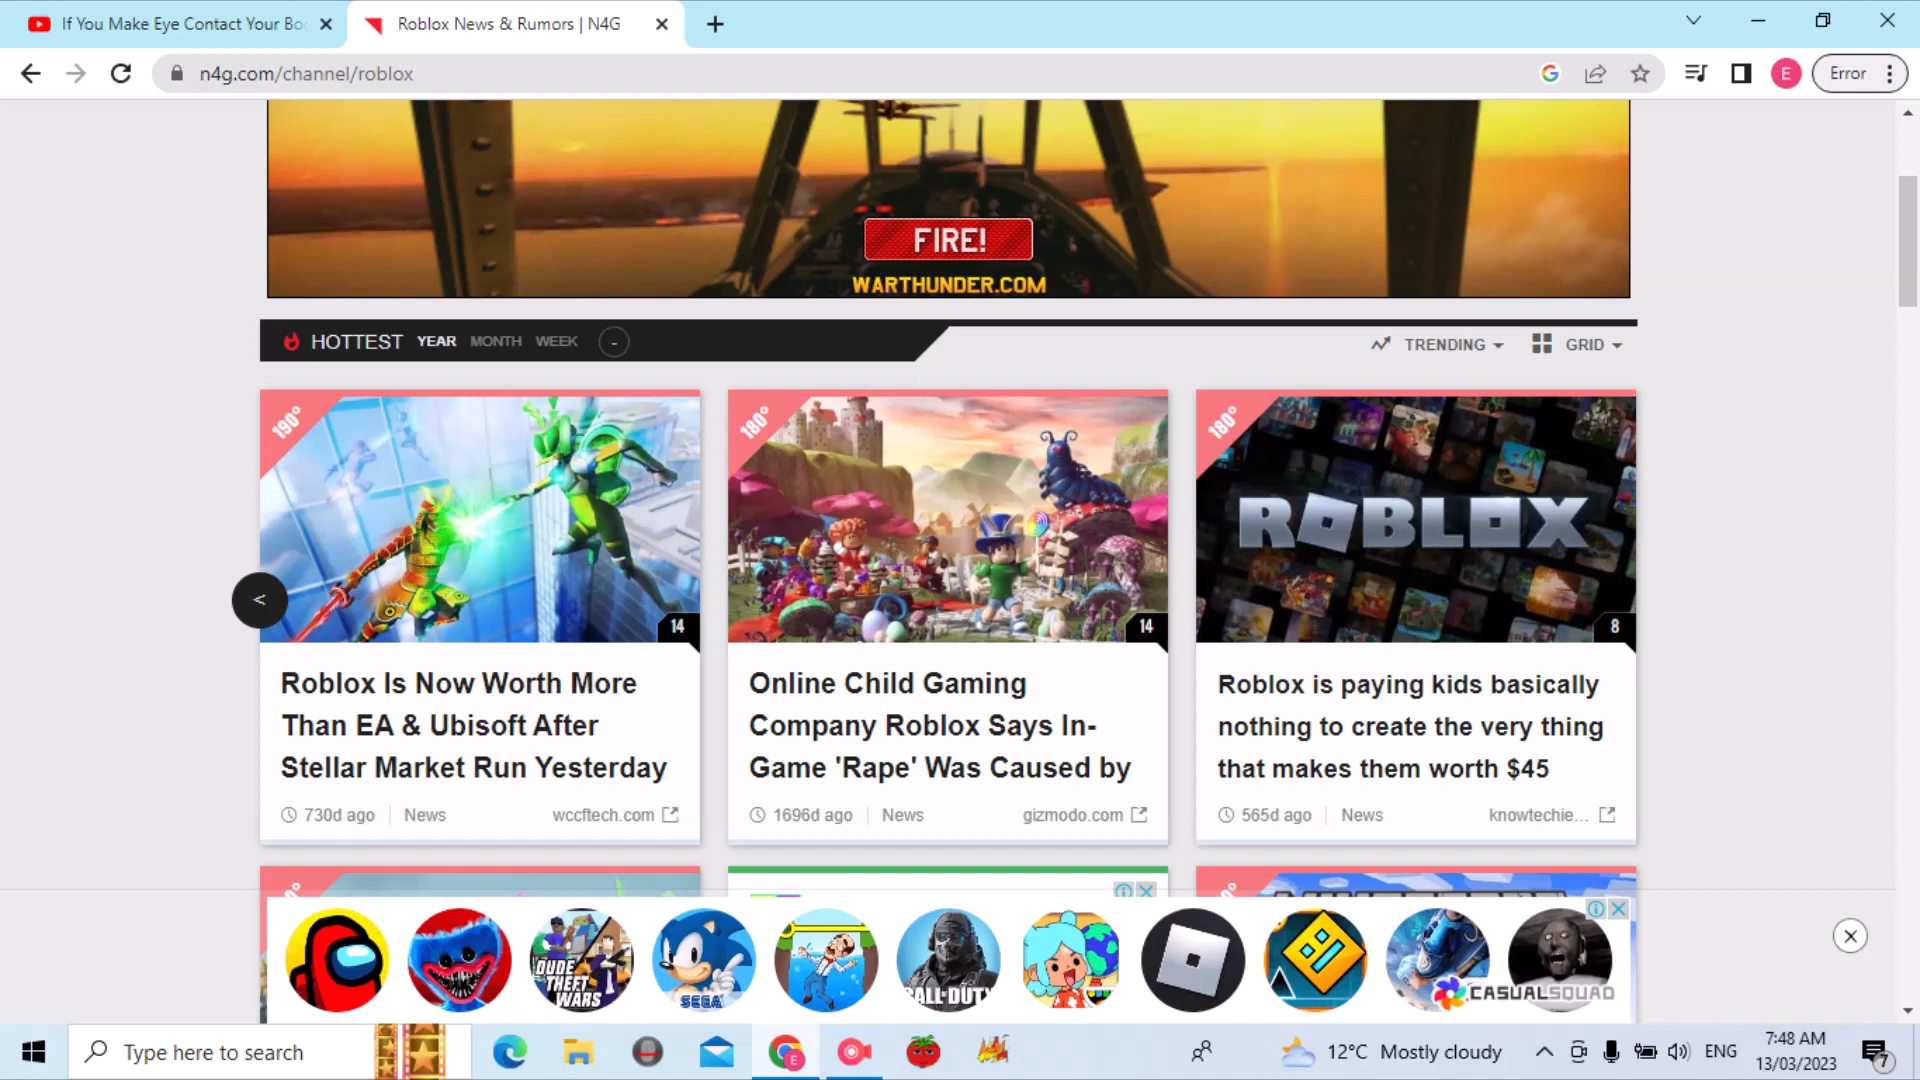 If You Make Eye Contact Your Bo
Roblox News & Rumors | N4G
n4g.com/channel/roblox
E
Error
FIRE!
WARTHUNDER.COM
HOTTEST YEAR MONTH WEEK -
TRENDING GRID
190°
180°
180°
ROBLOX
<
14
14
8
Roblox Is Now Worth More
Than EA & Ubisoft After
Stellar Market Run Yesterday
730d ago News wccftech.com
Online Child Gaming
Company Roblox Says In-
Game 'Rape' Was Caused by
1696d ago News gizmodo.com
Roblox is paying kids basically
nothing to create the very thing
that makes them worth $45
565d ago News knowtechie...
DUDE
THEFT
WARS
SEGA
ALL DUTY
CASUALSQUAD
Type here to search
E
12°C Mostly cloudy
ENG
7:48 AM
13/03/2023
7